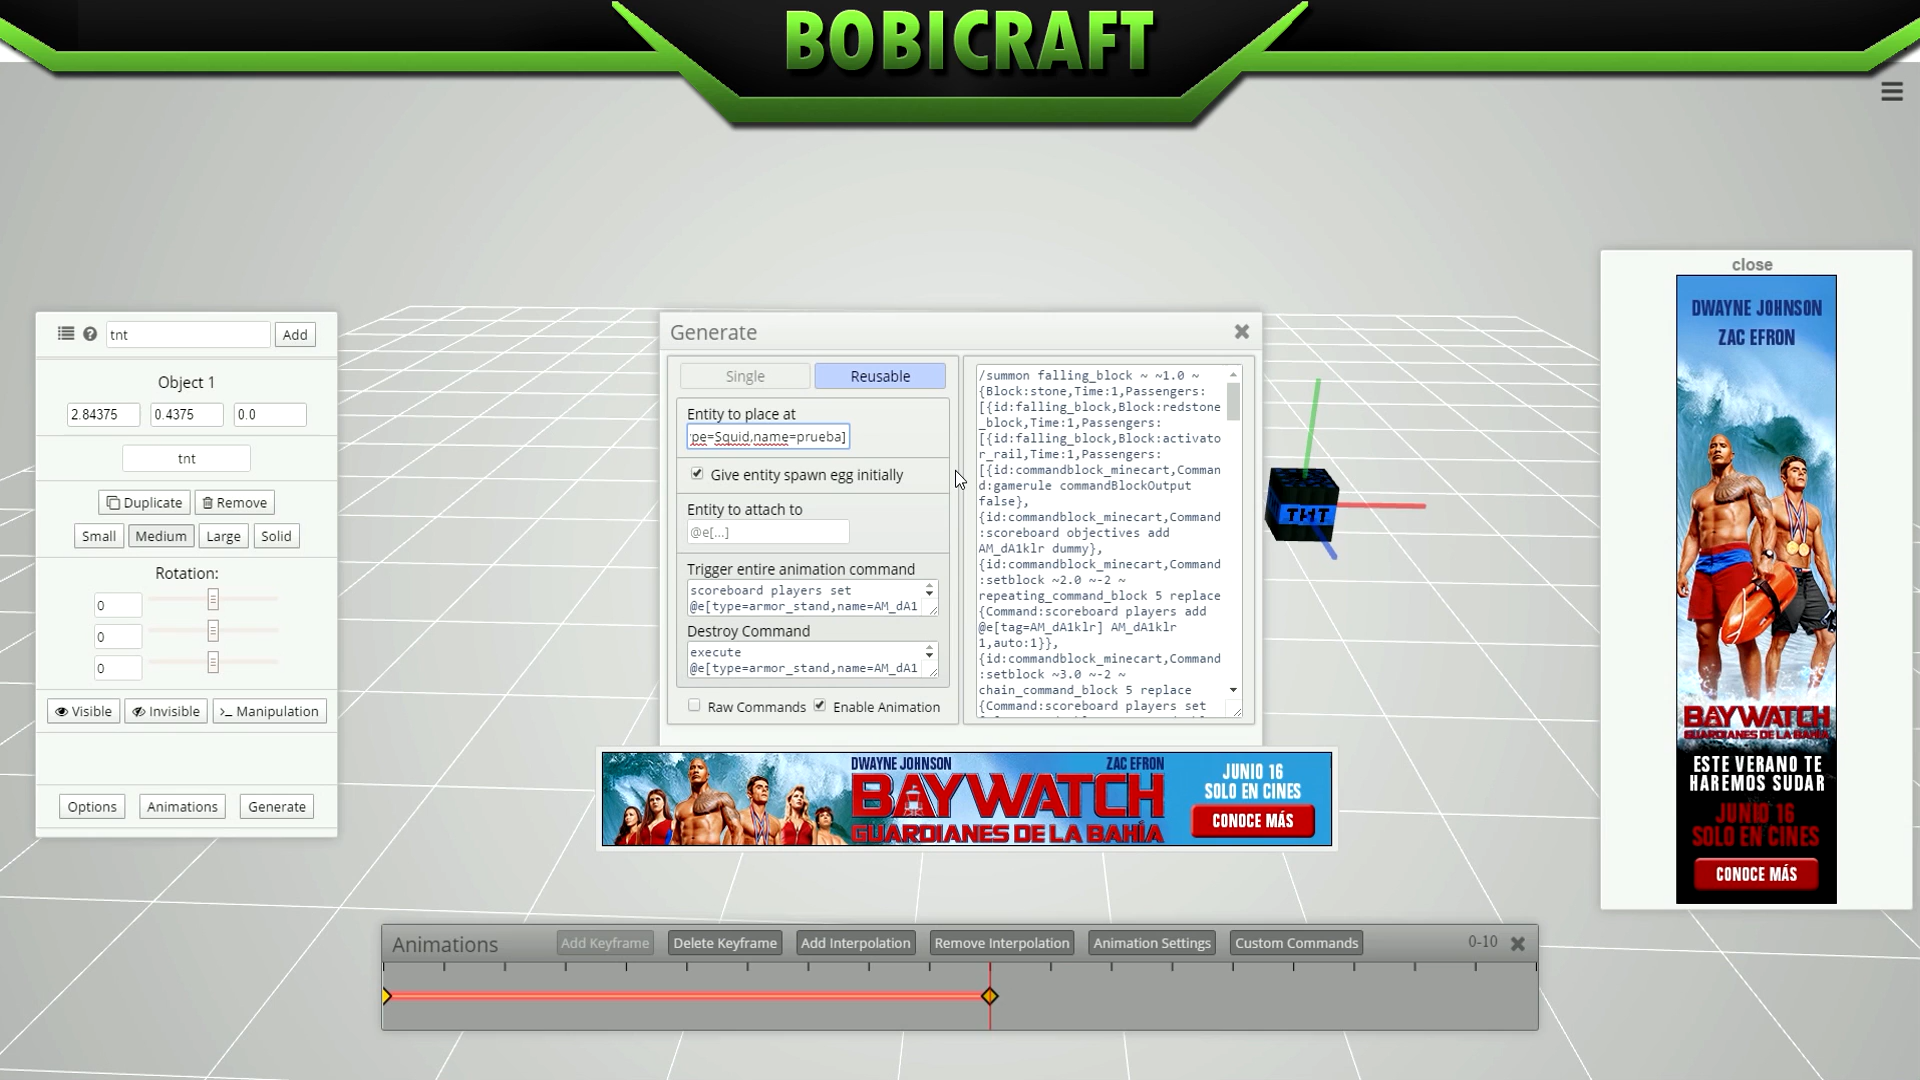 BOBICRAFT
tnt
Add
Object 1
2.84375
0.4375
0.0
tnt
Duplicate
Remove
Small
Medium
Large
Solid
Rotation:
0
0
0
Visible
Invisible
>_ Manipulation
Options
Animations
Generate
Generate
Single
Reusable
Entity to place at
pe=Squid,name=prueba]
Give entity spawn egg initially
Entity to attach to
@e[...]
Trigger entire animation command
scoreboard players set
@e[type=armor_stand,name=AM_dA1
Destroy Command
execute
@e[type=armor_stand,name=AM_dA1
Raw Commands
Enable Animation
/summon falling_block ~ ~1.0 ~
{Block:stone,Time:1,Passengers:
[{id:falling_block,Block:redstone
_block,Time:1,Passengers:
[{id:falling_block,Block:activato
r_rail,Time:1,Passengers:
[{id:commandblock_minecart,Comman
d:gamerule commandBlockOutput
false},
{id:commandblock_minecart,Command
:scoreboard objectives add
AM_dA1klr dummy},
{id:commandblock_minecart,Command
:setblock ~2.0 ~-2 ~
repeating_command_block 5 replace
{Command:scoreboard players add
@e[tag=AM_dA1klr] AM_dA1klr
1,auto:1}},
{id:commandblock_minecart,Command
:setblock ~3.0 ~-2 ~
chain_command_block 5 replace
{Command:scoreboard players set
TNT
DWAYNE JOHNSON
ZAC EFRON
BAYWATCH
GUARDIANES DE LA BAHÍA
JUNIO 16
SOLO EN CINES
CONOCE MÁS
close
DWAYNE JOHNSON
ZAC EFRON
BAYWATCH
GUARDIANES DE LA BAHÍA
ESTE VERANO TE
HAREMOS SUDAR
JUNIO 16
SOLO EN CINES
CONOCE MÁS
Animations
Add Keyframe
Delete Keyframe
Add Interpolation
Remove Interpolation
Animation Settings
Custom Commands
0-10